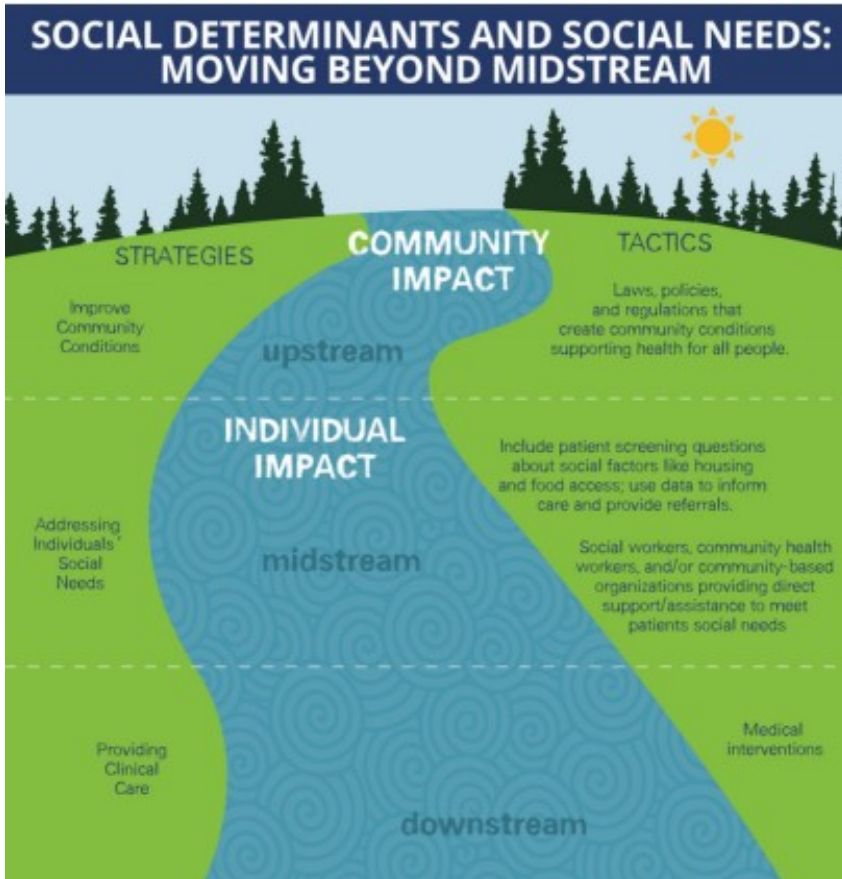 SOCIAL DETERMINANTS AND SOCIAL NEEDS:
MOVING BEYOND MIDSTREAM
STRATEGIES
COMMUNITY
IMPACT
TACTICS
Improve
Community
Conditions
upstream
Laws, policies,
and regulations that
create community conditions
supporting health for all people.
INDIVIDUAL
IMPACT
Addressing
Individuals'
Social
Needs
midstream
Include patient screening questions
about social factors like housing
and food access; use data to inform
care and provide referrals.
Social workers, community health
workers, and/or community-based
organizations providing direct
support/assistance to meet
patients social needs
Providing
Clinical
Care
downstream
Medical
interventions